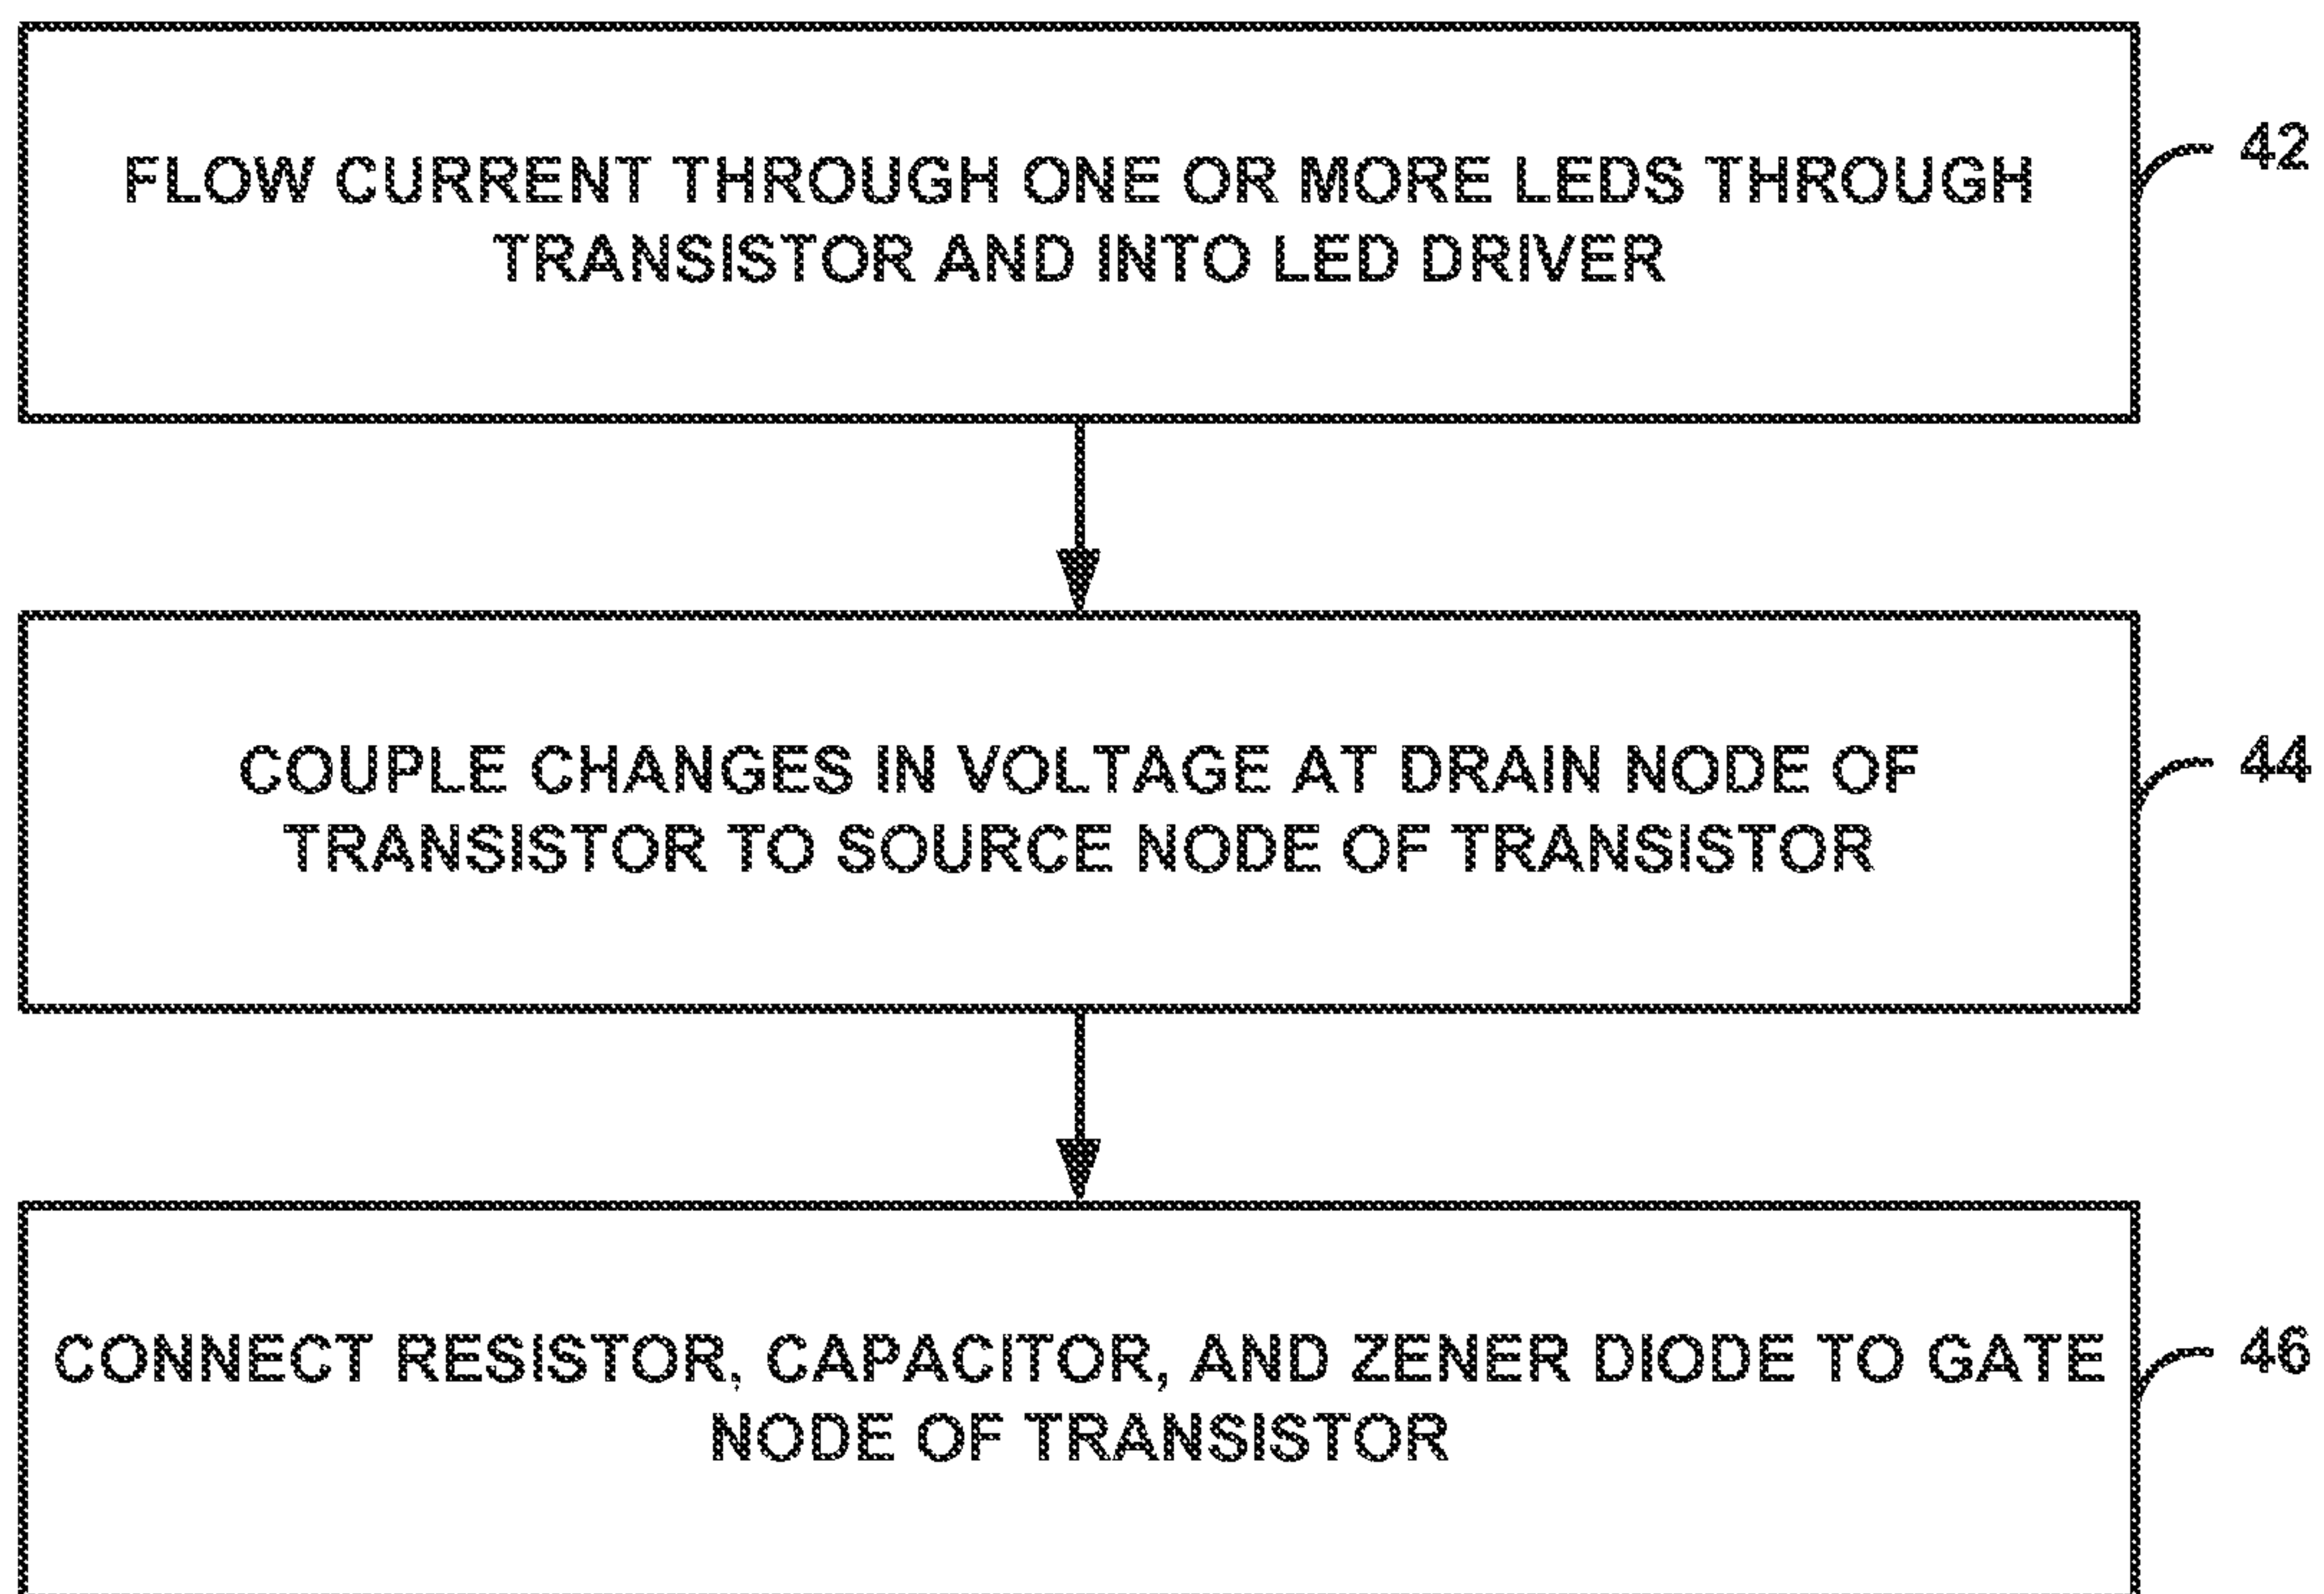 FLOW CURRENT THROUGH ONE OR MORE LEDS THROUGH
TRANSISTOR AND INTO LED DRIVER
42
COUPLE CHANGES IN VOLTAGE AT DRAIN NODE OF
TRANSISTOR TO SOURCE NODE OF TRANSISTOR
44
CONNECT RESISTOR, CAPACITOR, AND ZENER DIODE TO GATE
NODE OF TRANSISTOR
46